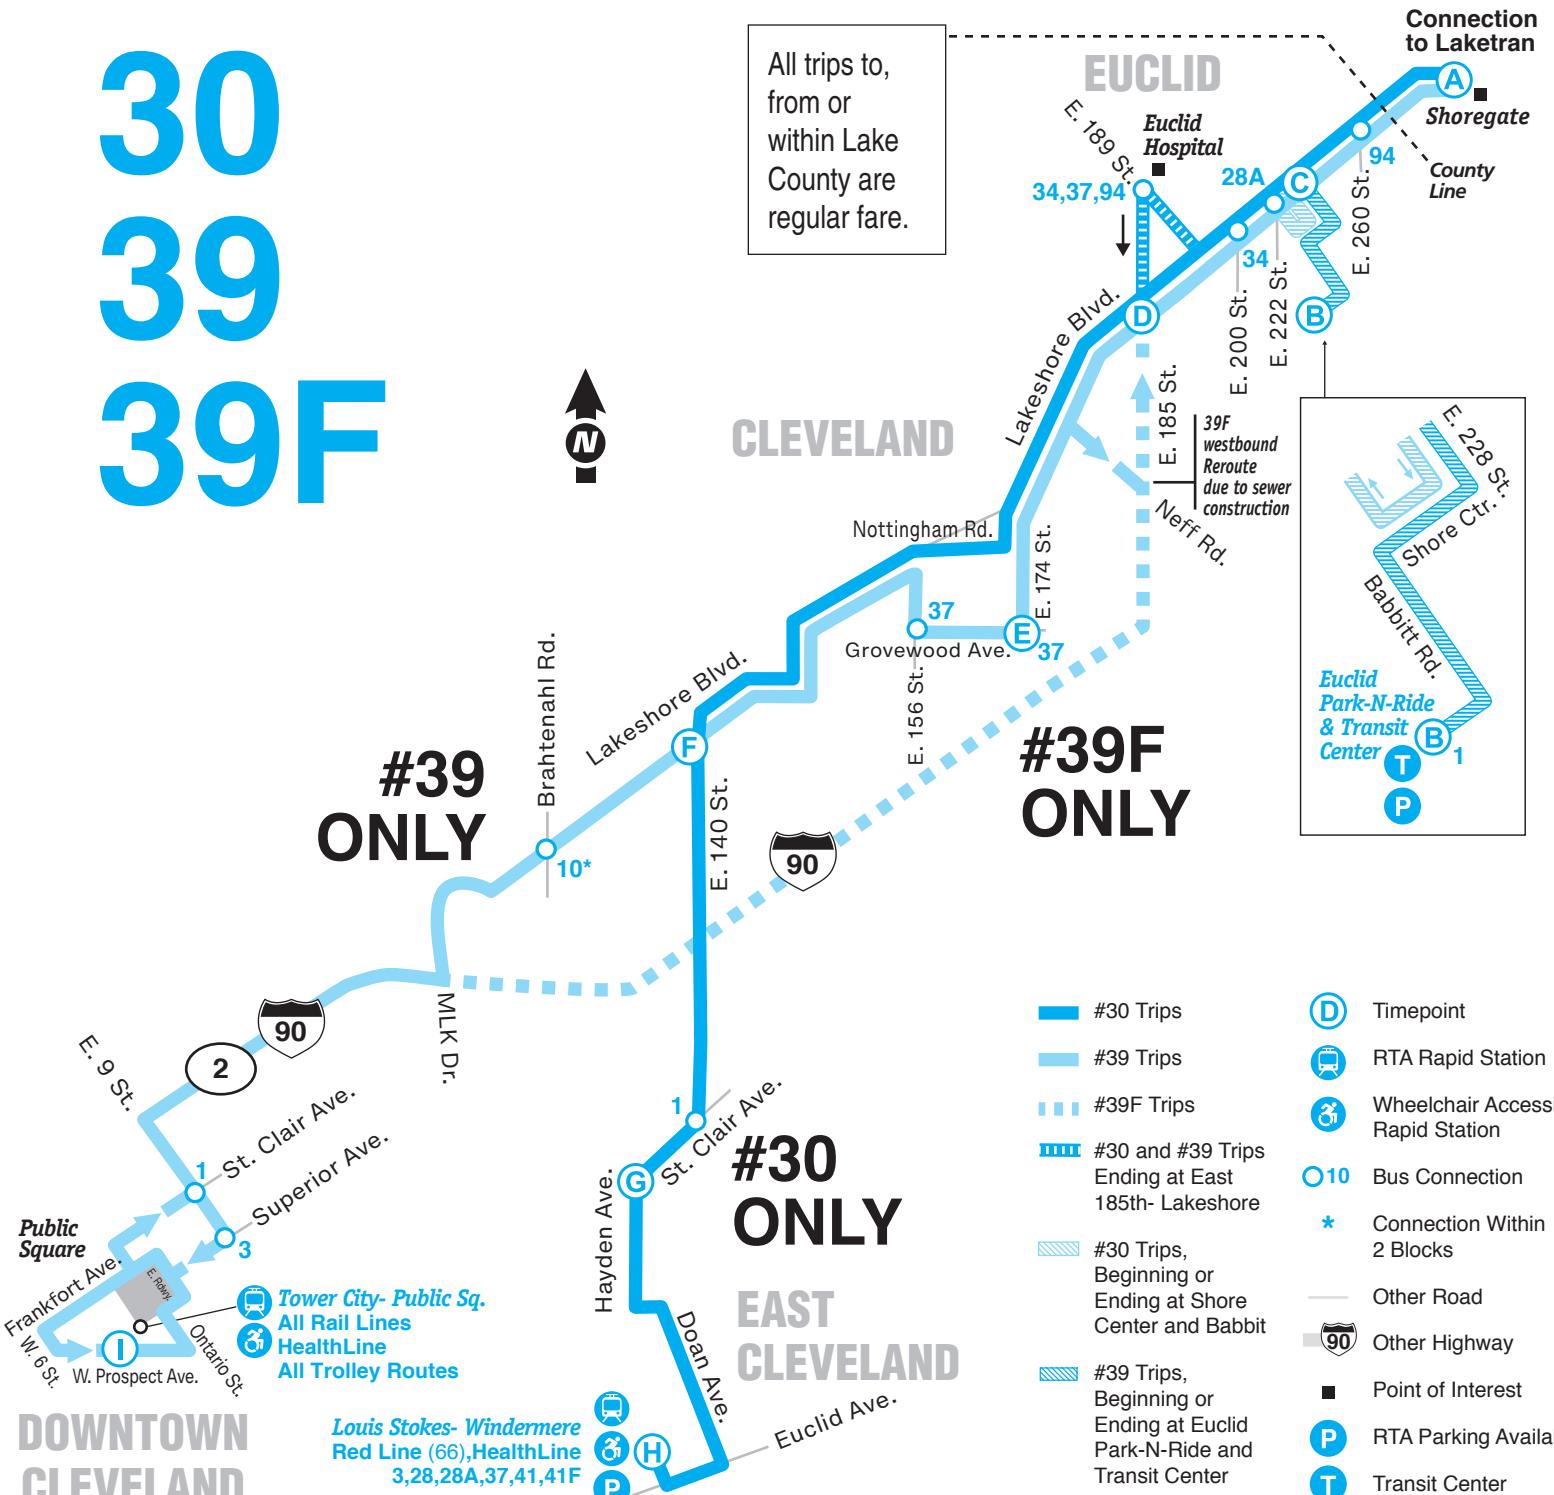 30
39
39F
All trips to,
from or
within Lake
County are
regular fare.
Connection
to Laketran
A
Shoregate
EUCLID
Euclid
Hospital
E. 189 St.
34,37,94
28A
C
94
County
Line
E. 260 St.
34
E. 222 St.
E. 200 St.
B
D
Lakeshore Blvd.
E. 185 St.
39F
westbound
Reroute
due to sewer
construction
Neff Rd.
CLEVELAND
N
Nottingham Rd.
E. 174 St.
37
E
37
Grovewood Ave.
E. 156 St.
E. 228 St.
Shore Ctr.
Babbitt Rd.
Euclid
Park-N-Ride
& Transit
Center
B
1
T
P
Lakeshore Blvd.
Brahtenahl Rd.
F
#39
ONLY
#39F
ONLY
10*
E. 140 St.
90
MLK Dr.
90
2
E. 9 St.
1
St. Clair Ave.
Superior Ave.
3
Public
Square
Frankfort Ave.
E. Rdwy.
W. 6 St.
I
W. Prospect Ave.
Ontario St.
Tower City- Public Sq.
All Rail Lines
HealthLine
All Trolley Routes
DOWNTOWN
CLEVELAND
1
St. Clair Ave.
G
#30
ONLY
Hayden Ave.
Doan Ave.
EAST
CLEVELAND
Euclid Ave.
Louis Stokes- Windermere
Red Line (66),HealthLine
3,28,28A,37,41,41F
H
P
#30 Trips
#39 Trips
#39F Trips
#30 and #39 Trips
Ending at East
185th- Lakeshore
#30 Trips,
Beginning or
Ending at Shore
Center and Babbit
#39 Trips,
Beginning or
Ending at Euclid
Park-N-Ride and
Transit Center
D Timepoint
RTA Rapid Station
Wheelchair Accessi
Rapid Station
10 Bus Connection
* Connection Within
2 Blocks
Other Road
90 Other Highway
Point of Interest
P RTA Parking Availa
T Transit Center